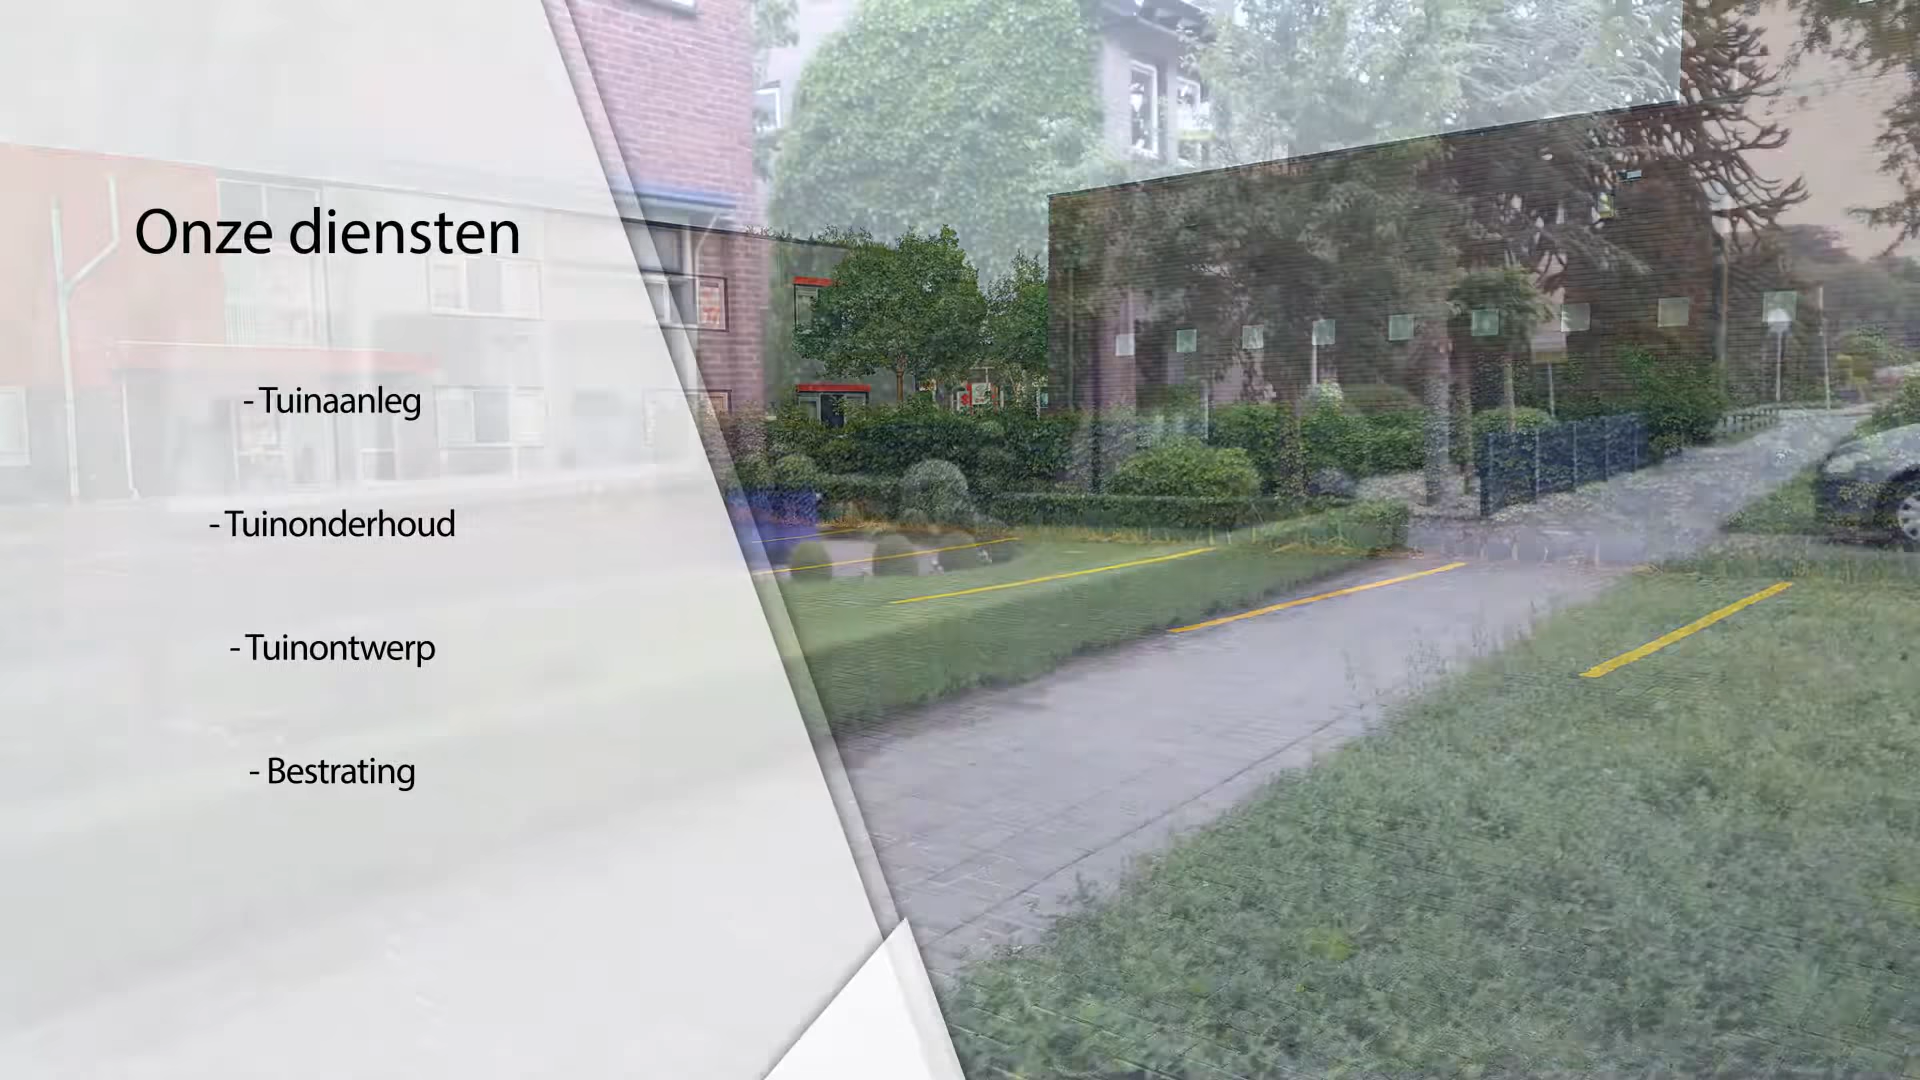 Onze diensten
- Tuinaanleg
- Tuinonderhoud
- Tuinontwerp
- Bestrating